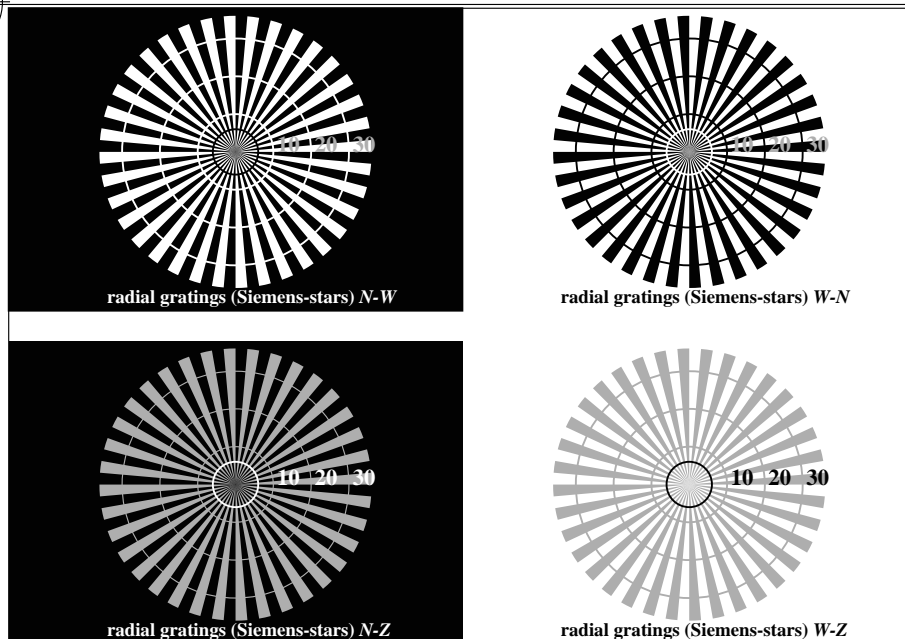 10 20 30
radial gratings (Siemens-stars) N-W
10 20 30
radial gratings (Siemens-stars) W-N
10 20 30
radial gratings (Siemens-stars) N-Z
10 20 30
radial gratings (Siemens-stars) W-Z